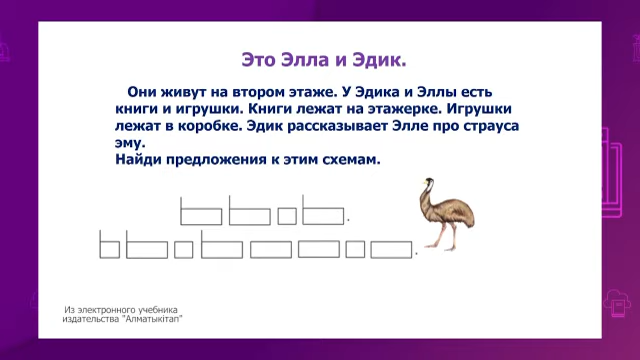 Это Элла и Эдик.
Они живут на втором этаже. У Эдика и Эллы есть
книги и игрушки. Книги лежат на этажерке. Игрушки
лежат в коробке. Эдик рассказывает Элле про страуса
эму.
Найди предложения к этим схемам.
Из электронного учебника
издательства "Алматыкітап"